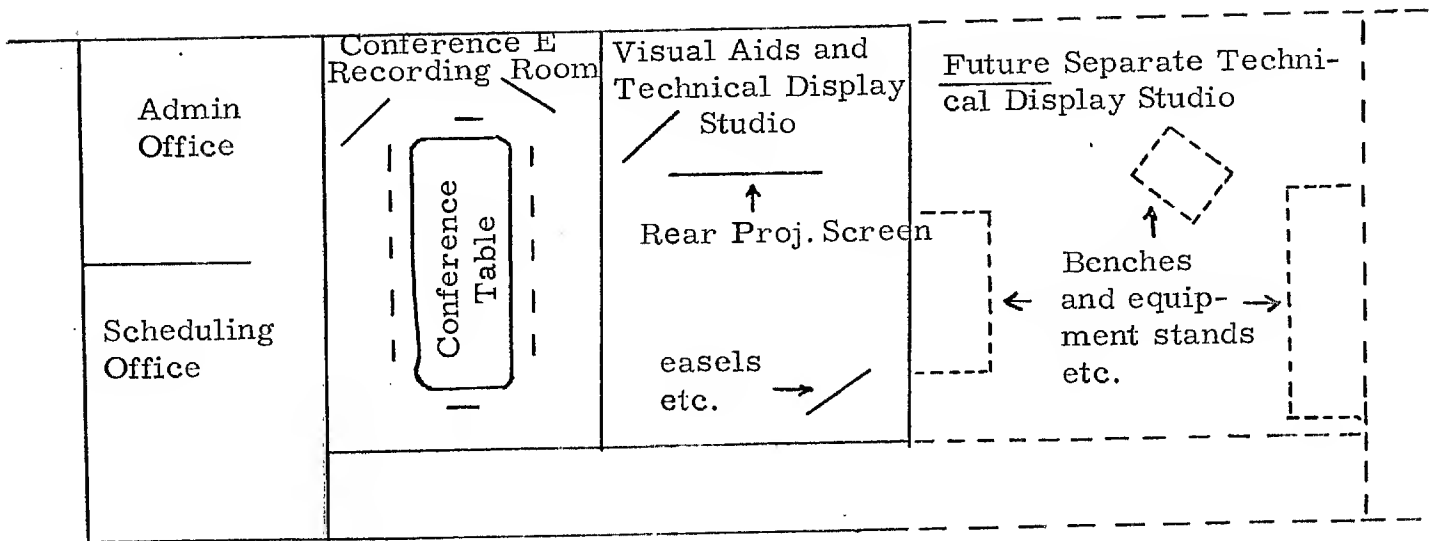 Admin
Office
Scheduling
Office
Conference E
Recording Room
Conference
Table
Visual Aids and
Technical Display
Studio
Rear Proj. Screen
easels
etc.
Future Separate Techni-
cal Display Studio
Benches
and equip-
ment stands
etc.